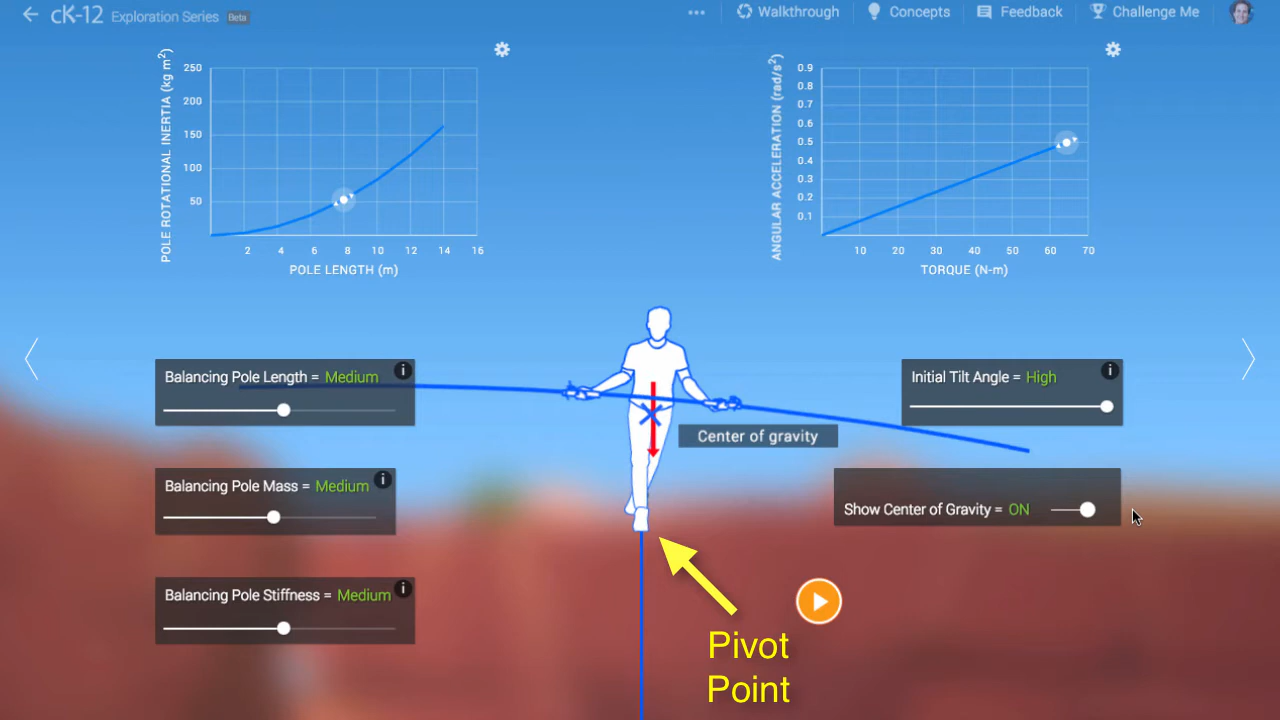 cK-12 Exploration Series Beta
Walkthrough
Concepts
Feedback
Challenge Me
POLE ROTATIONAL INERTIA (kg m²)
250
200
150
100
50
2 4 6 8 10 12 14 16
POLE LENGTH (m)
ANGULAR ACCELERATION (rad/s²)
0.9
0.8
0.7
0.6
0.5
0.4
0.3
0.2
0.1
10 20 30 40 50 60 70
TORQUE (N-m)
Balancing Pole Length = Medium
i
Initial Tilt Angle = High
i
Center of gravity
Balancing Pole Mass = Medium
i
Show Center of Gravity = ON
Balancing Pole Stiffness = Medium
i
Pivot
Point